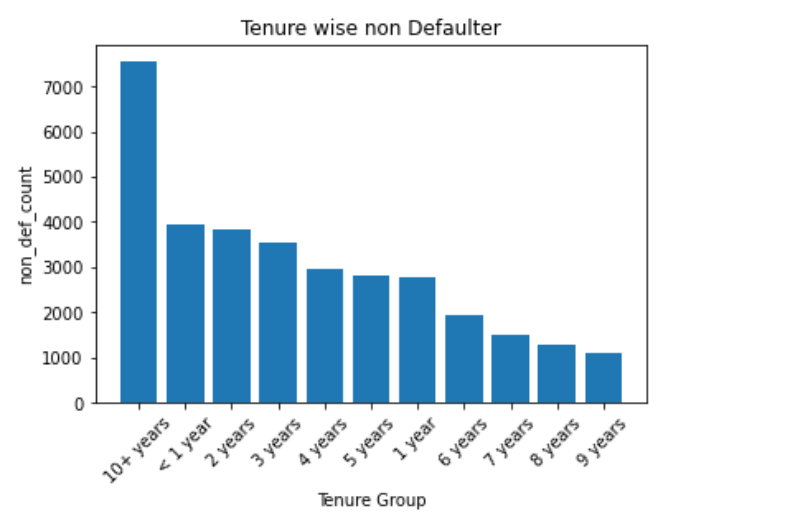 Tenure wise non Defaulter
non_def_count
7000
6000
5000
4000
3000
2000
1000
0
10+ years
< 1 year
2 years
3 years
4 years
5 years
1 year
6 years
7 years
8 years
9 years
Tenure Group